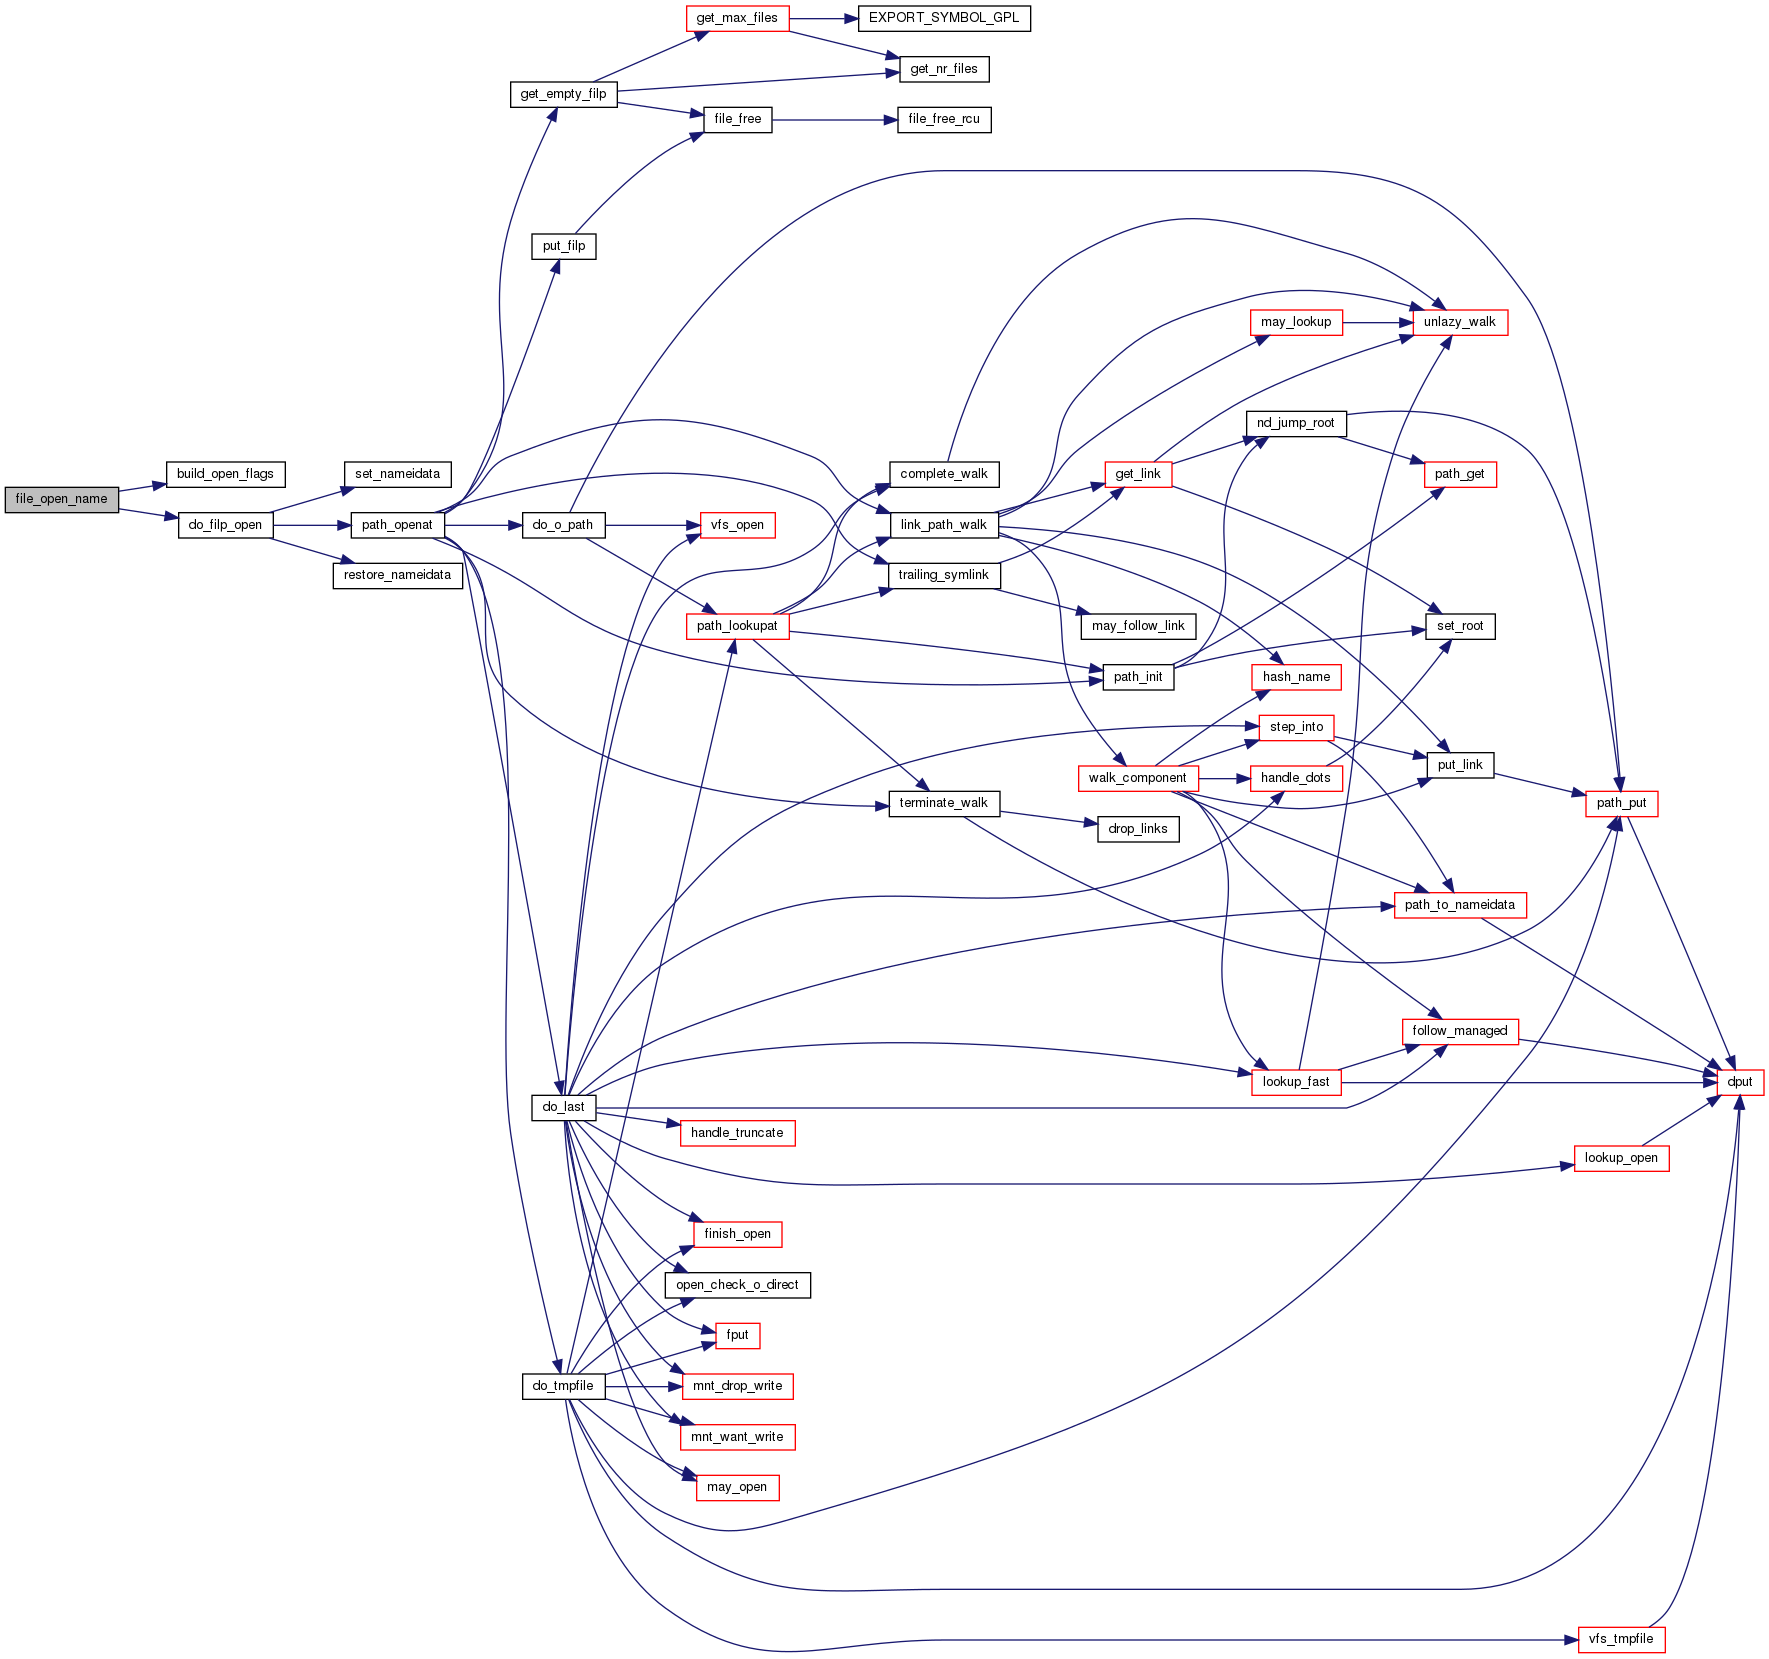 get_max_files
EXPORT_SYMBOL_GPL
get_nr_files
get_empty_filp
file_free
file_free_rcu
put_filp
may_lookup
unlazy_walk
nd_jump_root
build_open_flags
set_nameidata
complete_walk
get_link
path_get
file_open_name
do_filp_open
path_openat
do_o_path
vfs_open
link_path_walk
restore_nameidata
trailing_symlink
path_lookupat
may_follow_link
set_root
path_init
hash_name
step_into
put_link
walk_component
handle_dots
terminate_walk
path_put
drop_links
path_to_nameidata
follow_managed
lookup_fast
dput
do_last
handle_truncate
lookup_open
finish_open
open_check_o_direct
fput
do_tmpfile
mnt_drop_write
mnt_want_write
may_open
vfs_tmpfile